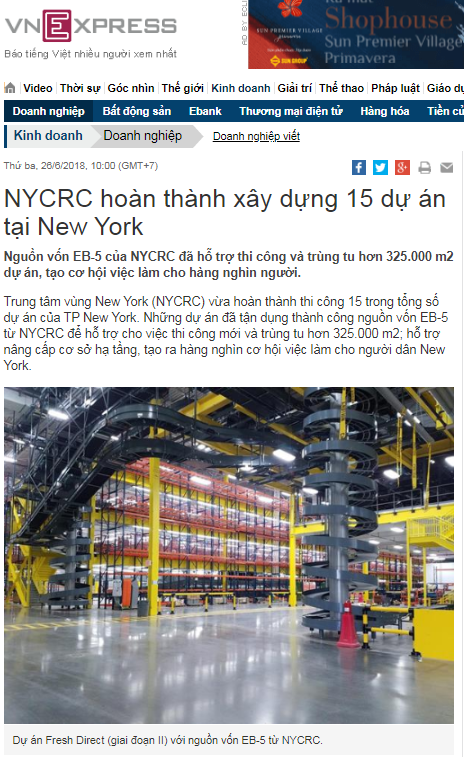 VNEXPRESS
Báo tiếng Việt nhiều người xem nhất
Shophouse
SUN PREMIER VILLAGE
Sun Premier Village
SUN GROUP
Primavera
Video Thời sự Góc nhìn Thế giới Kinh doanh Giải trí Thể thao Pháp luật Giáo
Doanh nghiệp Bất động sản Ebank Thương mại điện tử Hàng hóa Tiền
Kinh doanh Doanh nghiệp Doanh nghiệp viết
Thứ ba, 26/6/2018, 10:00 (GMT+7)
NYCRC hoàn thành xây dựng 15 dự án
tại New York
Nguồn vốn EB-5 của NYCRC đã hỗ trợ thi công và trùng tu hơn 325.000 m2
dự án, tạo cơ hội việc làm cho hàng nghìn người.
Trung tâm vùng New York (NYCRC) vừa hoàn thành thi công 15 trong tổng số
dự án của TP New York. Những dự án đã tận dụng thành công nguồn vốn EB-5
từ NYCRC để hỗ trợ cho việc thi công mới và trùng tu hơn 325.000 m2; hỗ trợ
nâng cấp cơ sở hạ tầng, tạo ra hàng nghìn cơ hội việc làm cho người dân New
York.
Dự án Fresh Direct (giai đoạn II) với nguồn vốn EB-5 từ NYCRC.